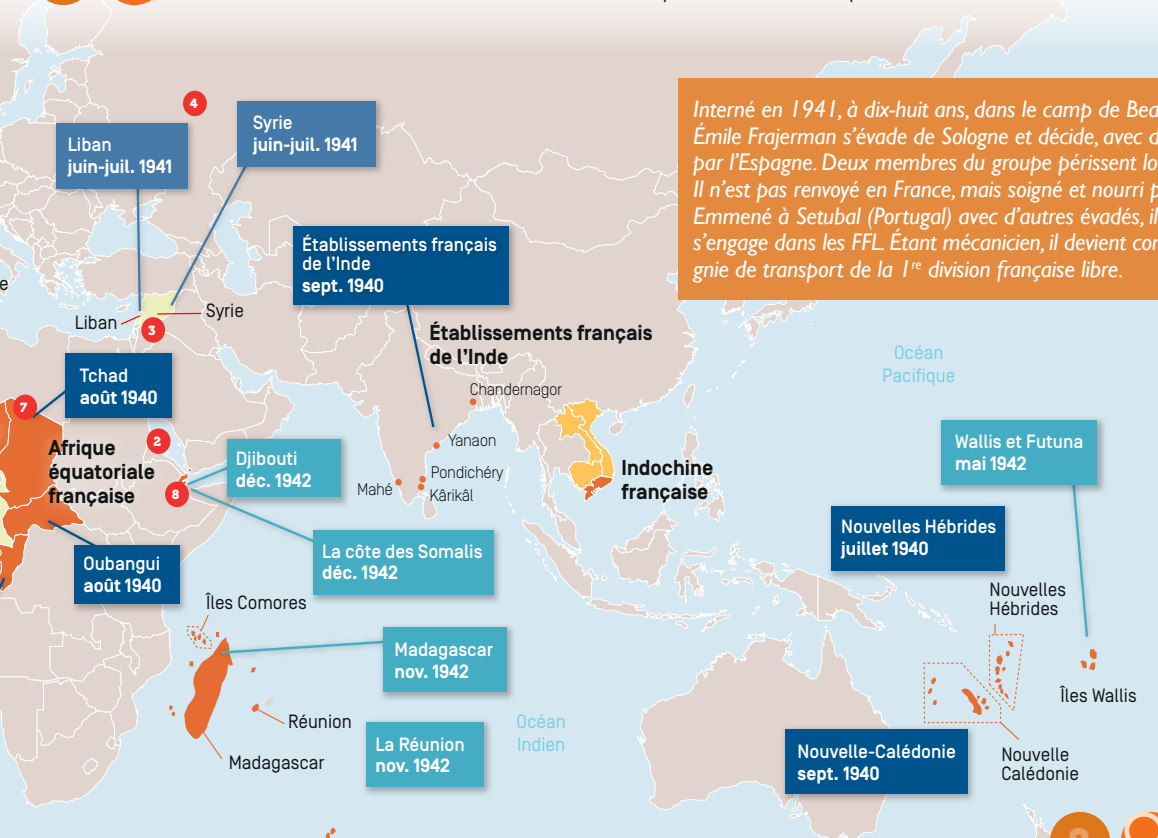 4
Liban
juin-juil. 1941
Syrie
juin-juil. 1941
Interné en 1941, à dix-huit ans, dans le camp de
Émile Frajerman s’évade de Sologne et décide, avec
par l’Espagne. Deux membres du groupe périssent
Il n’est pas renvoyé en France, mais soigné et nourri
Emmené à Setubal (Portugal) avec d’autres évadés, il
s’engage dans les FFL. Étant mécanicien, il devient
gnie de transport de la 1re division française libre.
Établissements français
de l’Inde
sept. 1940
Liban
Syrie
3
Établissements français
de l’Inde
Océan
Pacifique
Tchad
août 1940
Chandernagor
7
Afrique
équatoriale
française
2
Djibouti
déc. 1942
8
Yanaon
Mahé
Pondichéry
Kârikâl
Indochine
française
Wallis et Futuna
mai 1942
La côte des Somalis
déc. 1942
Nouvelles Hébrides
juillet 1940
Oubangui
août 1940
Îles Comores
Nouvelles
Hébrides
Madagascar
nov. 1942
Îles Wallis
Réunion
Madagascar
La Réunion
nov. 1942
Océan
Indien
Nouvelle-Calédonie
sept. 1940
Nouvelle
Calédonie